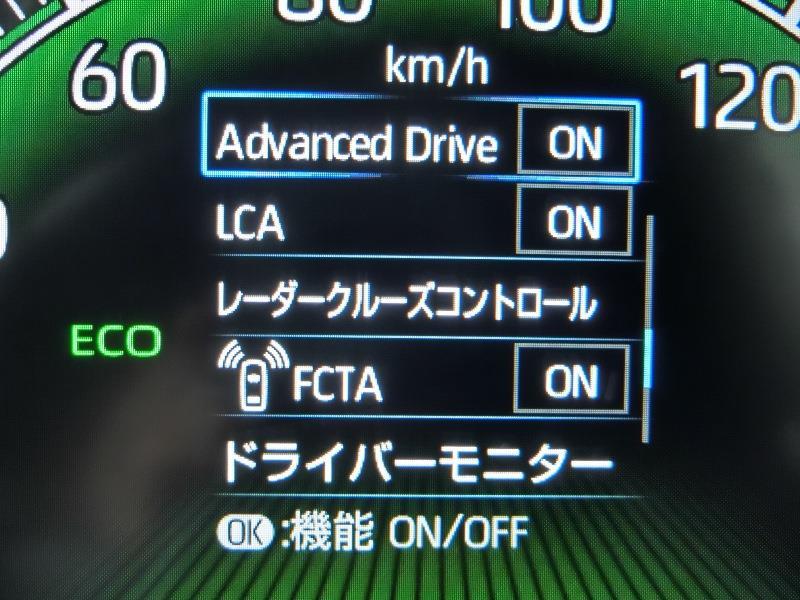 80 100
60 km/h 120
Advanced Drive ON
LCA ON
レーダークルーズコントロール
ECO
FCTA ON
ドライバーモニター
OK:機能 ON/OFF